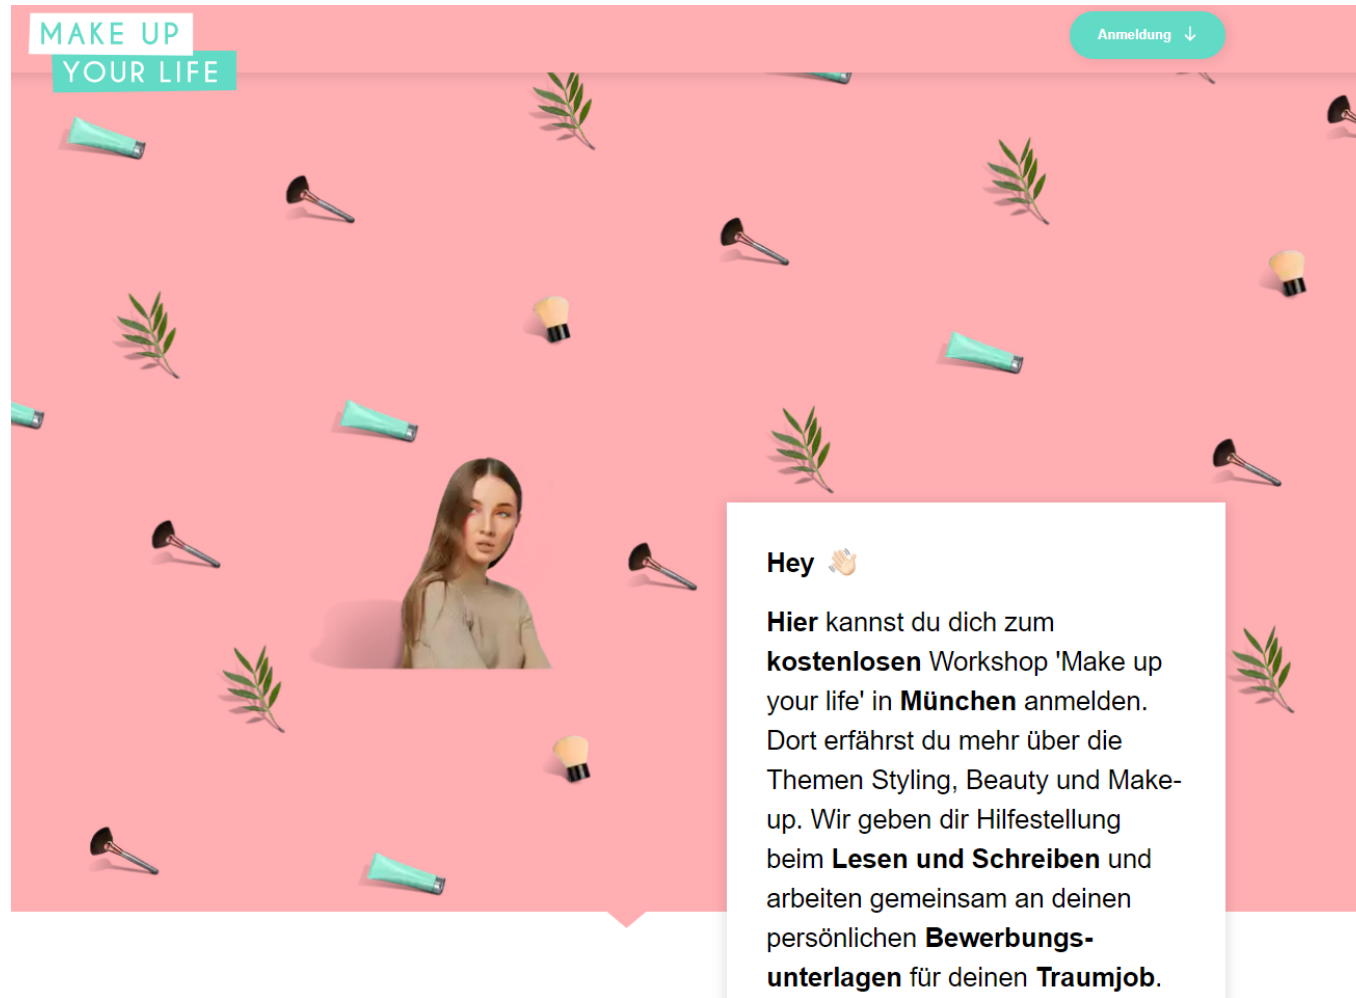 MAKE UP
YOUR LIFE
Anmeldung
Hey
Hier kannst du dich zum
kostenlosen Workshop 'Make up
your life' in München anmelden.
Dort erfährst du mehr über die
Themen Styling, Beauty und Make-
up. Wir geben dir Hilfestellung
beim Lesen und Schreiben und
arbeiten gemeinsam an deinen
persönlichen Bewerbungs-
unterlagen für deinen Traumjob.